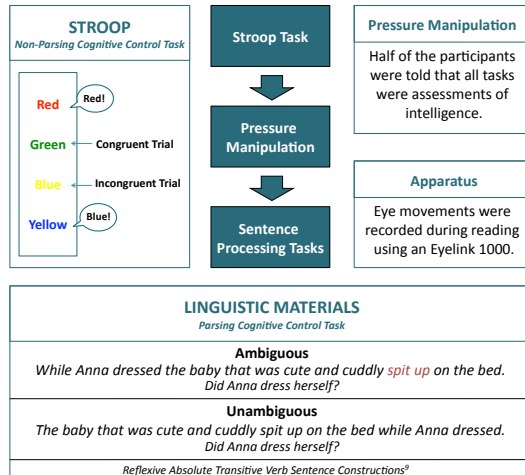 STROOP
Non-Parsing Cognitive Control Task
Red
Red!
Green
Congruent Trial
Blue
Incongruent Trial
Yellow
Blue!
Stroop Task
Pressure
Manipulation
Sentence
Processing Tasks
Pressure Manipulation
Half of the participants
were told that all tasks
were assessments of
intelligence.
Apparatus
Eye movements were
recorded during reading
using an Eyelink 1000.
LINGUISTIC MATERIALS
Parsing Cognitive Control Task
Ambiguous
While Anna dressed the baby that was cute and cuddly spit up on the bed.
Did Anna dress herself?
Unambiguous
The baby that was cute and cuddly spit up on the bed while Anna dressed.
Did Anna dress herself?
Reflexive Absolute Transitive Verb Sentence Constructions⁹